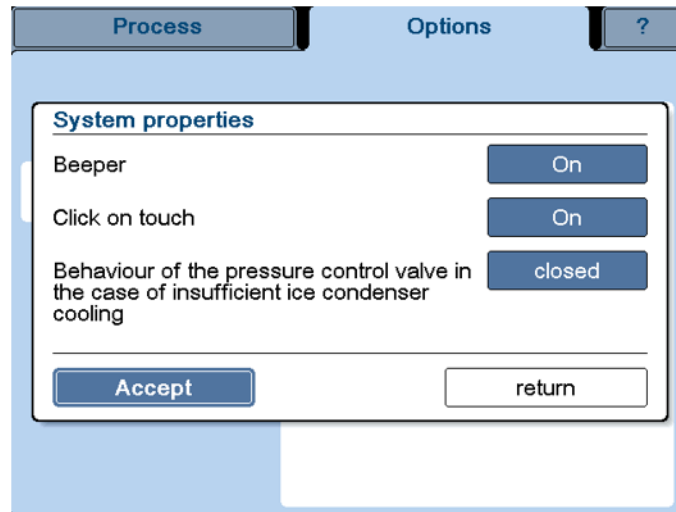 Process
Options
?
System properties
Beeper
On
Click on touch
On
Behaviour of the pressure control valve in
the case of insufficient ice condenser
cooling
closed
Accept
return